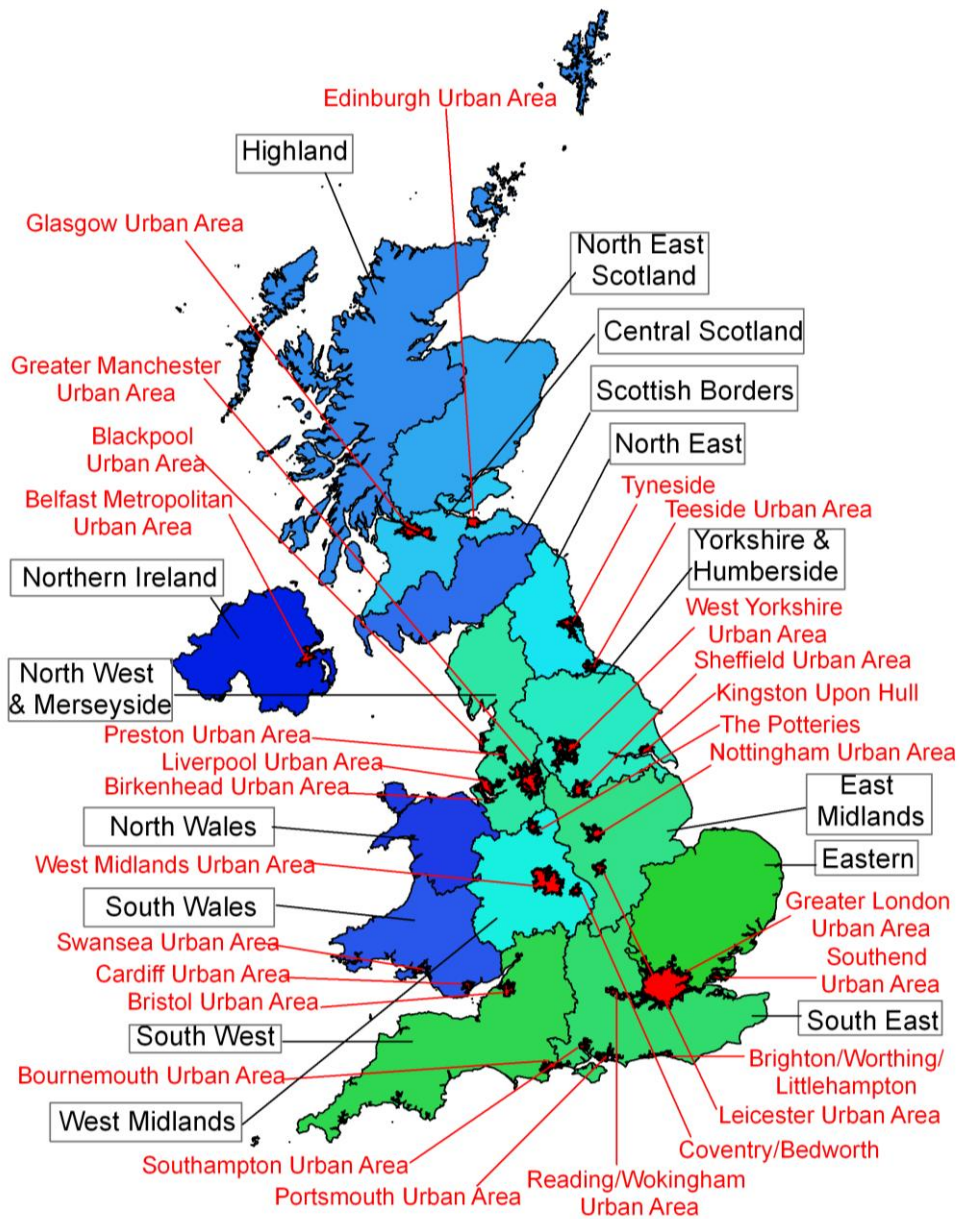 Edinburgh Urban Area
Highland
Glasgow Urban Area
North East
Scotland
Central Scotland
Greater Manchester
Urban Area
Scottish Borders
Blackpool
Urban Area
North East
Tyneside
Belfast Metropolitan
Urban Area
Teeside Urban Area
Yorkshire &
Humberside
Northern Ireland
West Yorkshire
Urban Area
Sheffield Urban Area
North West
& Merseyside
Kingston Upon Hull
The Potteries
Preston Urban Area
Nottingham Urban Area
Liverpool Urban Area
Birkenhead Urban Area
East
Midlands
North Wales
Eastern
West Midlands Urban Area
South Wales
Greater London
Urban Area
Swansea Urban Area
Southend
Urban Area
Cardiff Urban Area
Bristol Urban Area
South East
South West
Brighton/Worthing/
Littlehampton
Bournemouth Urban Area
Leicester Urban Area
West Midlands
Coventry/Bedworth
Southampton Urban Area
Reading/Wokingham
Urban Area
Portsmouth Urban Area